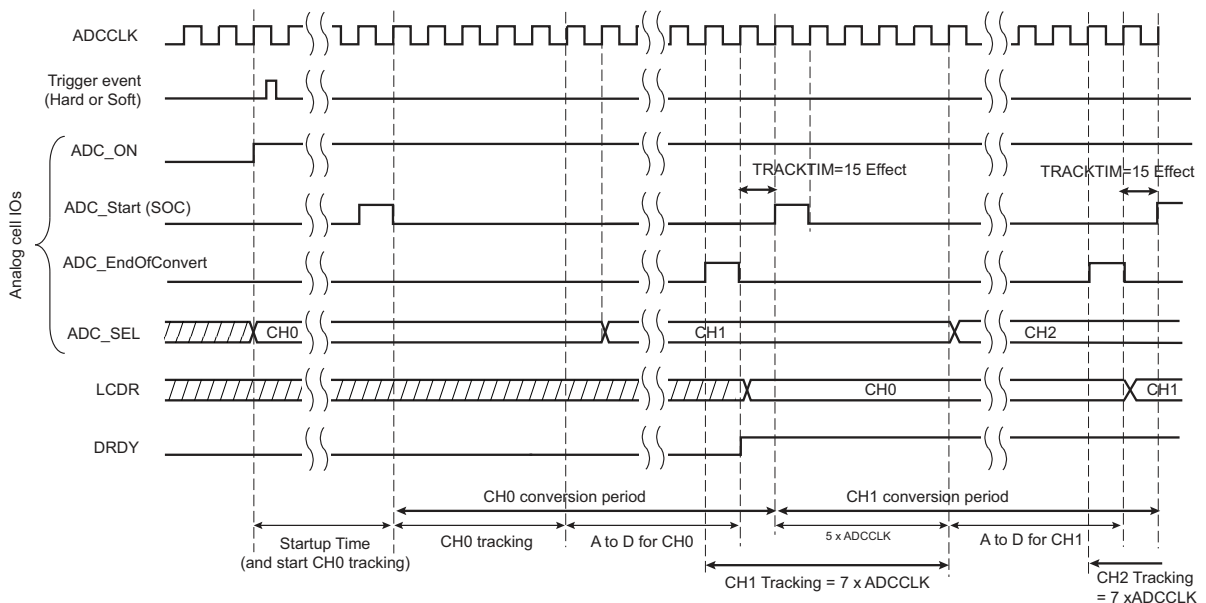 ADCCLK
Trigger event
(Hard or Soft)
ADC_ON
TRACKTIM=15 Effect
TRACKTIM=15 Effect
ADC_Start (SOC)
Analog cell IOs
ADC_EndOfConvert
ADC_SEL
CH0
CH1
CH2
LCDR
CH0
CH1
DRDY
CH0 conversion period
CH1 conversion period
Startup Time
(and start CH0 tracking)
CH0 tracking
A to D for CH0
5 x ADCCLK
A to D for CH1
CH1 Tracking = 7 x ADCCLK
CH2 Tracking
= 7 xADCCLK